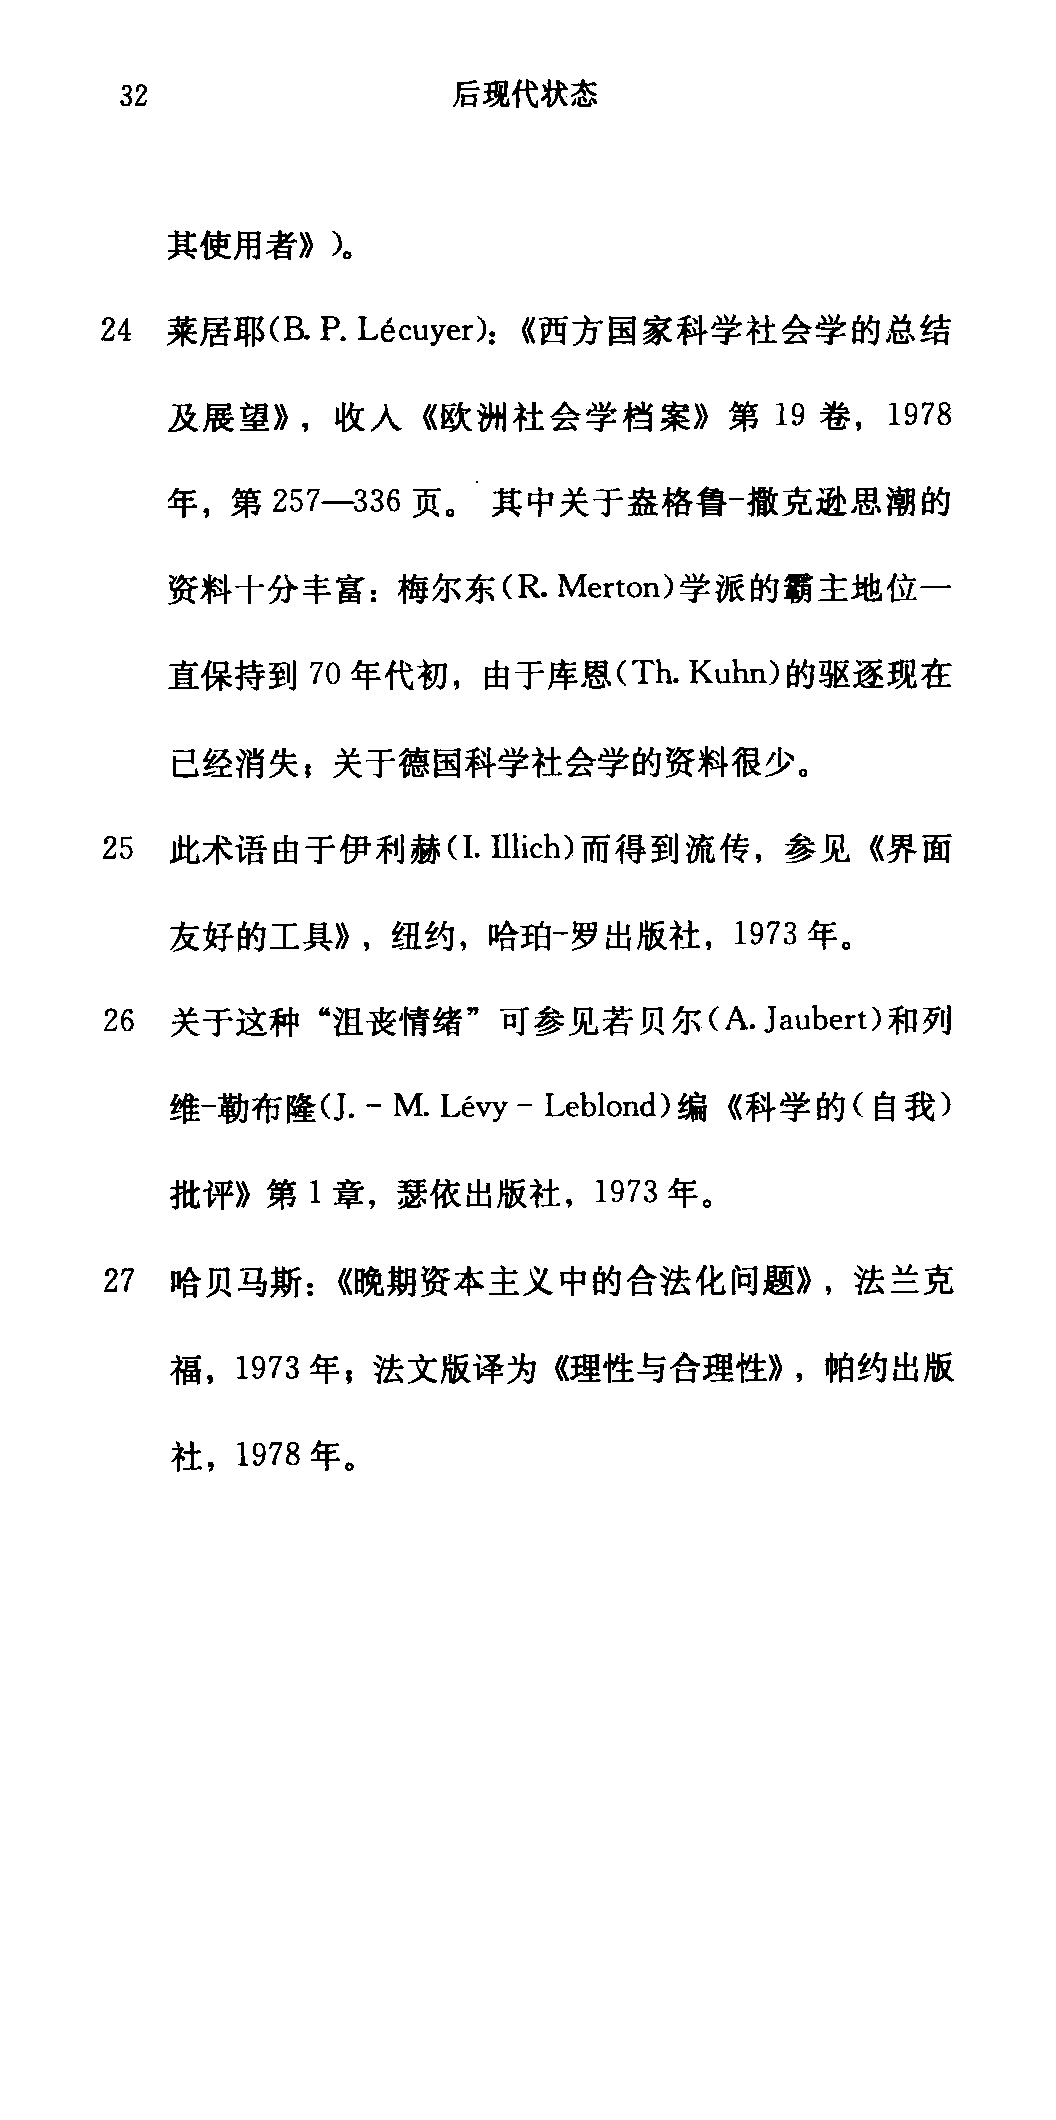 32 后现代状态
其使用者》)。
24 莱居耶(B. P. Lécuyer):《西方国家科学社会学的总结
及展望》，收入《欧洲社会学档案》第 19 卷，1978
年，第 257—336 页。 其中关于盎格鲁-撒克逊思潮的
资料十分丰富：梅尔东(R. Merton)学派的霸主地位一
直保持到 70 年代初，由于库恩(Th. Kuhn)的驱逐现在
已经消失；关于德国科学社会学的资料很少。
25 此术语由于伊利赫(I. Illich)而得到流传，参见《界面
友好的工具》，纽约，哈珀-罗出版社，1973 年。
26 关于这种“沮丧情绪”可参见若贝尔(A. Jaubert)和列
维-勒布隆(J. - M. Lévy - Leblond)编《科学的(自我)
批评》第 1 章，瑟依出版社，1973 年。
27 哈贝马斯：《晚期资本主义中的合法化问题》，法兰克
福，1973 年；法文版译为《理性与合理性》，帕约出版
社，1978 年。